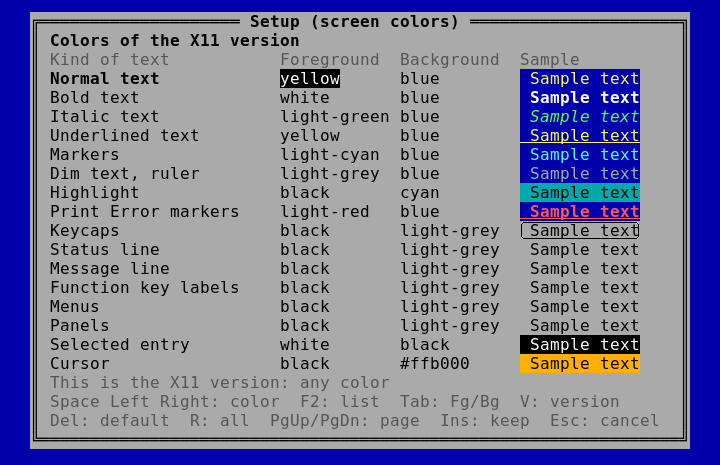 Setup (screen colors)
Colors of the X11 version
Kind of text Foreground Background Sample
Normal text yellow blue Sample text
Bold text white blue Sample text
Italic text light-green blue Sample text
Underlined text yellow blue Sample text
Markers light-cyan blue Sample text
Dim text, ruler light-grey blue Sample text
Highlight black cyan Sample text
Print Error markers light-red blue Sample text
Keycaps black light-grey Sample text
Status line black light-grey Sample text
Message line black light-grey Sample text
Function key labels black light-grey Sample text
Menus black light-grey Sample text
Panels black light-grey Sample text
Selected entry white black Sample text
Cursor black #ffb000 Sample text
This is the X11 version: any color
Space Left Right: color F2: list Tab: Fg/Bg V: version
Del: default R: all PgUp/PgDn: page Ins: keep Esc: cancel